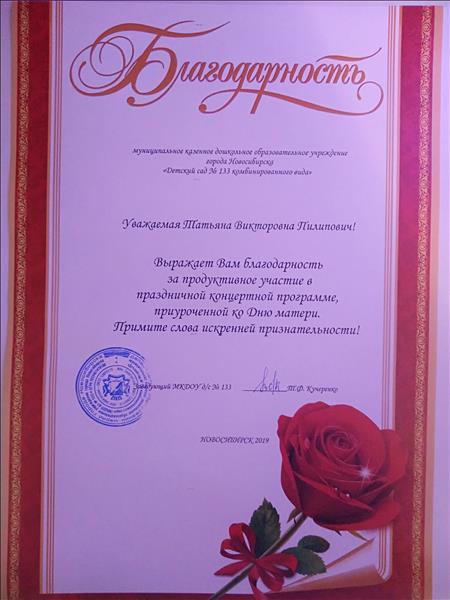 Благодарность
муниципальное казенное дошкольное образовательное учреждение
города Новосибирска
«Детский сад № 133 комбинированного вида»
Уважаемая Татьяна Викторовна Пилипович!
Выражает Вам благодарность
за продуктивное участие в
праздничной концертной программе,
приуроченной ко Дню матери.
Примите слова искренней признательности!
Заведующий МКДОУ д/с № 133 Т.Ф. Кучеренко
НОВОСИБИРСК 2019